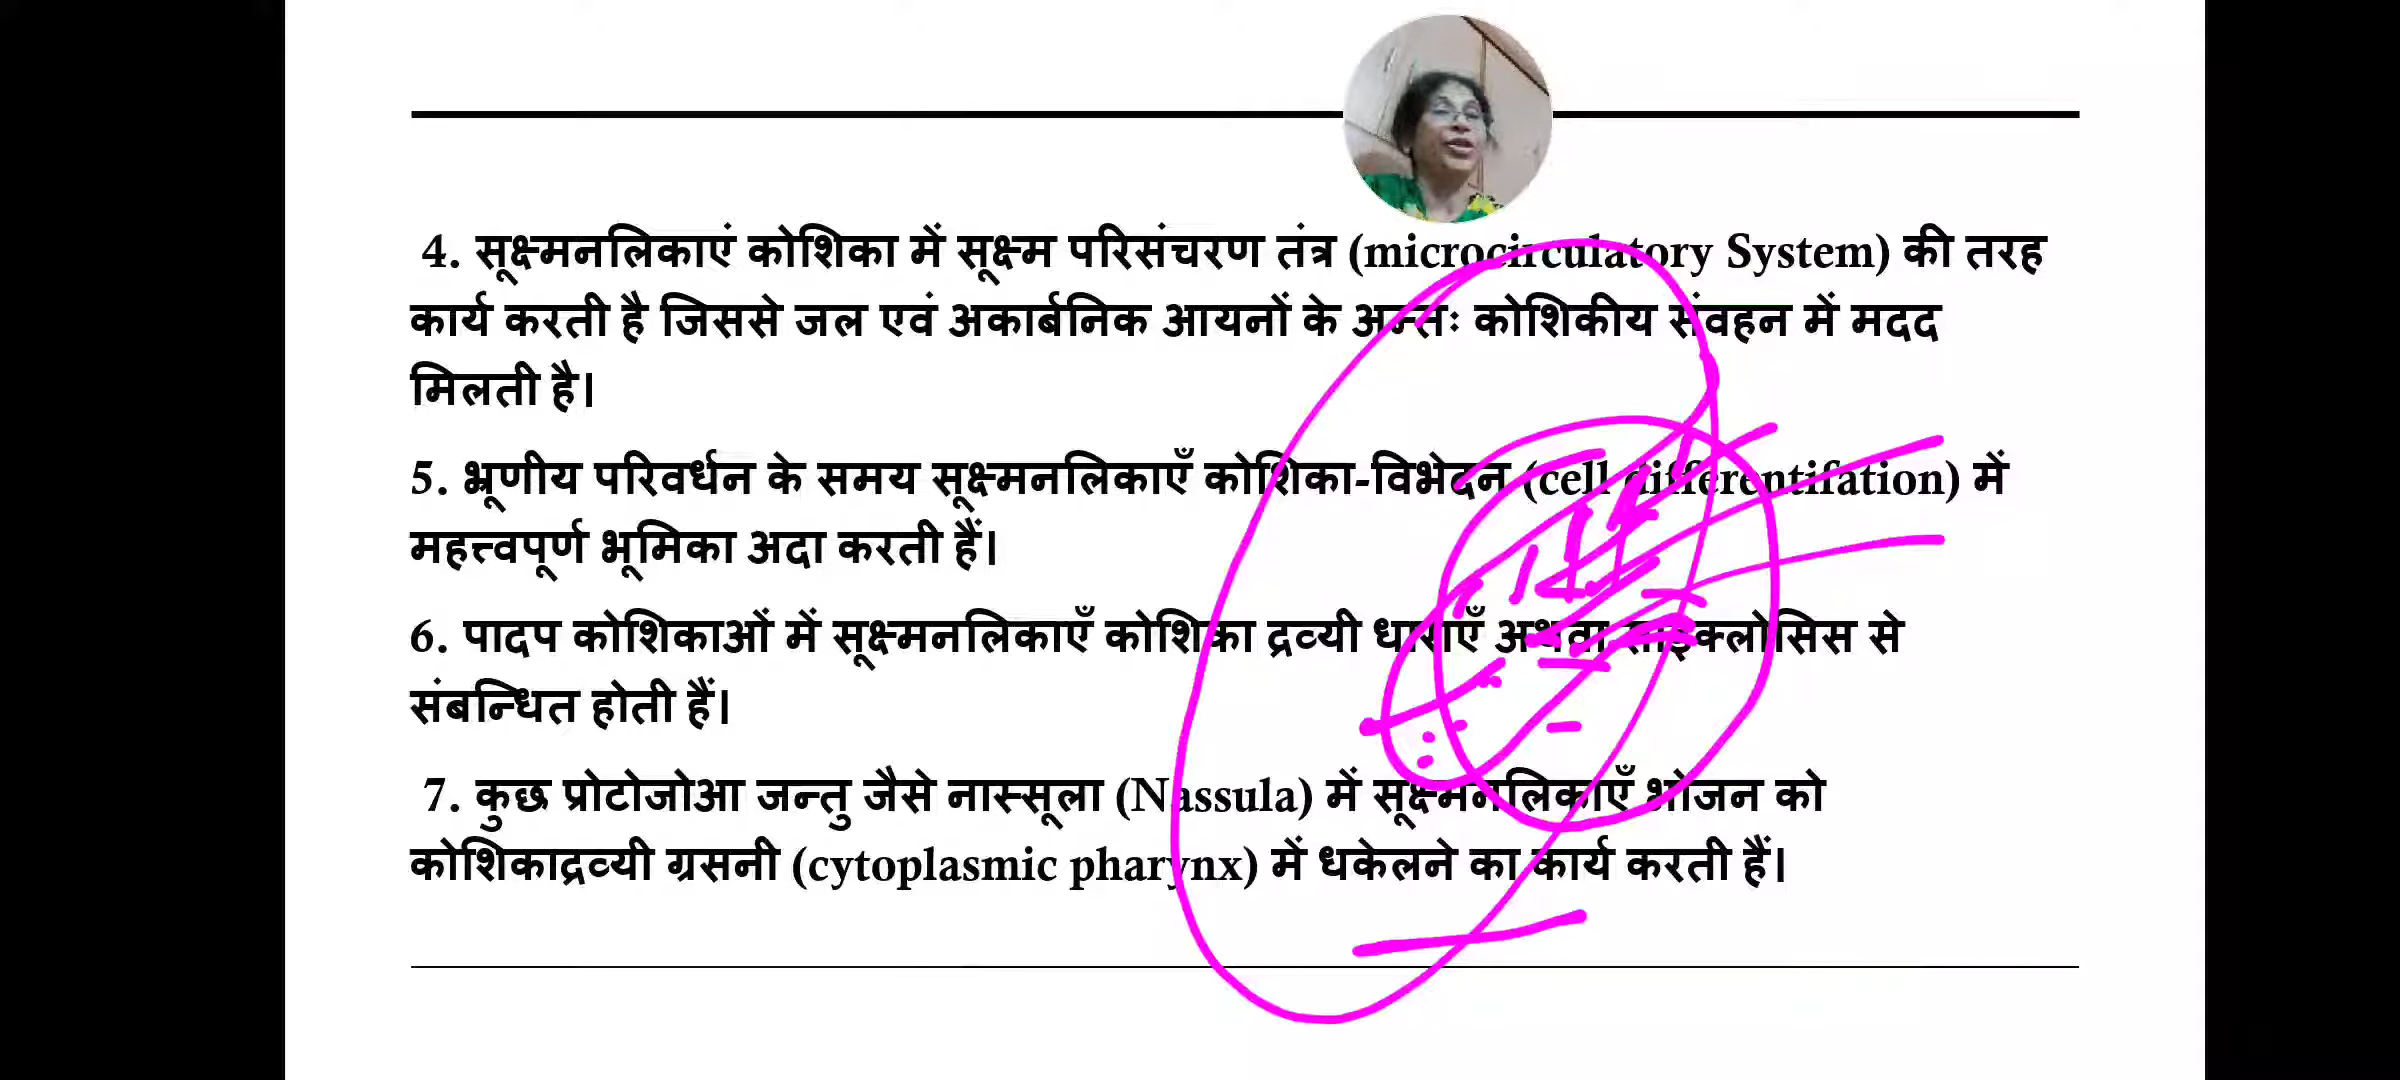 4. सूक्ष्मनलिकाएं कोशिका में सूक्ष्म परिसंचरण तंत्र (microcirculatory System) की तरह
कार्य करती है जिससे जल एवं अकार्बनिक आयनों के अन्तः कोशिकीय संवहन में मदद
मिलती है।
5. भ्रूणीय परिवर्धन के समय सूक्ष्मनलिकाएँ कोशिका-विभेदन (cell differentifation) में
महत्त्वपूर्ण भूमिका अदा करती हैं।
6. पादप कोशिकाओं में सूक्ष्मनलिकाएँ कोशिका द्रव्यी धाराएँ अथवा साइक्लोसिस से
संबन्धित होती हैं।
7. कुछ प्रोटोजोआ जन्तु जैसे नास्सूला (Nassula) में सूक्ष्मनलिकाएँ भोजन को
कोशिकाद्रव्यी ग्रसनी (cytoplasmic pharynx) में धकेलने का कार्य करती हैं।